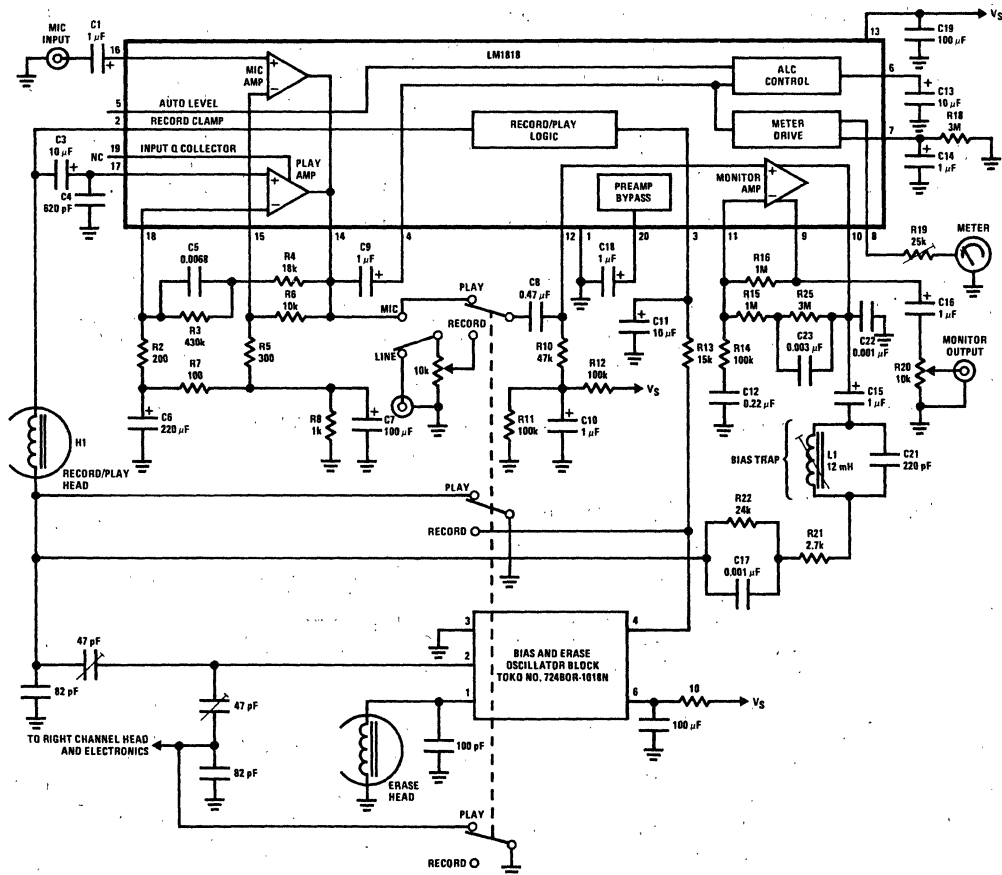 MIC
INPUT
C1
1 µF
+
16
LM1818
13
VS
C19
100 µF
+
MIC
AMP
+
−
ALC
CONTROL
6
5
AUTO LEVEL
2
RECORD CLAMP
RECORD/PLAY
LOGIC
METER
DRIVE
C13
10 µF
+
7
R18
3M
C14
1 µF
+
C3
10 µF
+
NC
19
INPUT Q COLLECTOR
17
PLAY
AMP
+
−
C4
620 pF
PREAMP
BYPASS
MONITOR
AMP
+
−
18
15
14
4
12
1
20
3
11
9
10
8
R19
25k
METER
C5
0.0068
R4
18k
C9
1 µF
+
R3
430k
R6
10k
MIC
PLAY
RECORD
LINE
10k
C8
0.47 µF
C18
1 µF
+
C11
10 µF
+
R13
15k
R16
1M
R15
1M
R25
3M
C23
0.003 µF
C22
0.001 µF
C16
1 µF
+
R2
200
R7
100
R5
300
R10
47k
R12
100k
VS
R14
100k
C12
0.22 µF
C15
1 µF
R20
10k
MONITOR
OUTPUT
C6
220 µF
+
R8
1k
C7
100 µF
+
R11
100k
C10
1 µF
+
H1
RECORD/PLAY
HEAD
BIAS TRAP
L1
12 mH
C21
220 pF
PLAY
RECORD
R22
24k
C17
0.001 µF
R21
2.7k
47 pF
82 pF
47 pF
82 pF
TO RIGHT CHANNEL HEAD
AND ELECTRONICS
3
2
1
4
6
BIAS AND ERASE
OSCILLATOR BLOCK
TOKO NO. 724BOR-1018N
10
VS
100 µF
100 pF
ERASE
HEAD
PLAY
RECORD